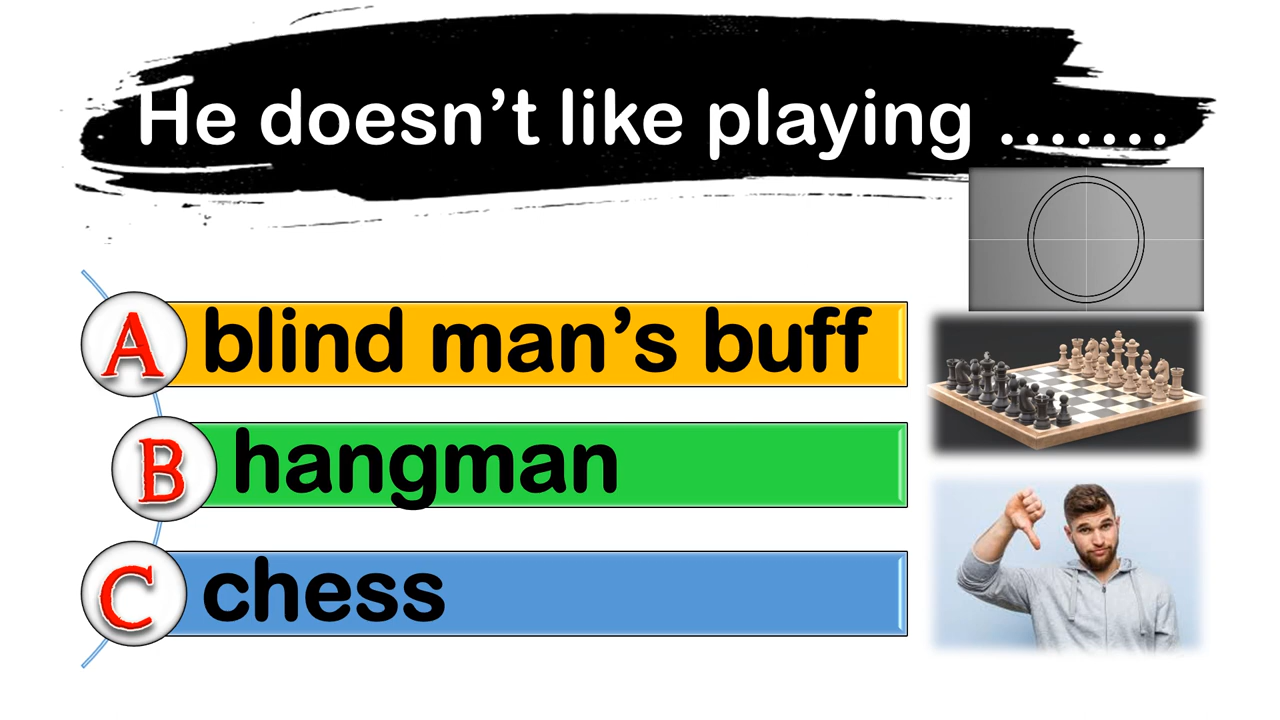 He doesn’t like playing .......
A blind man’s buff
B hangman
C chess